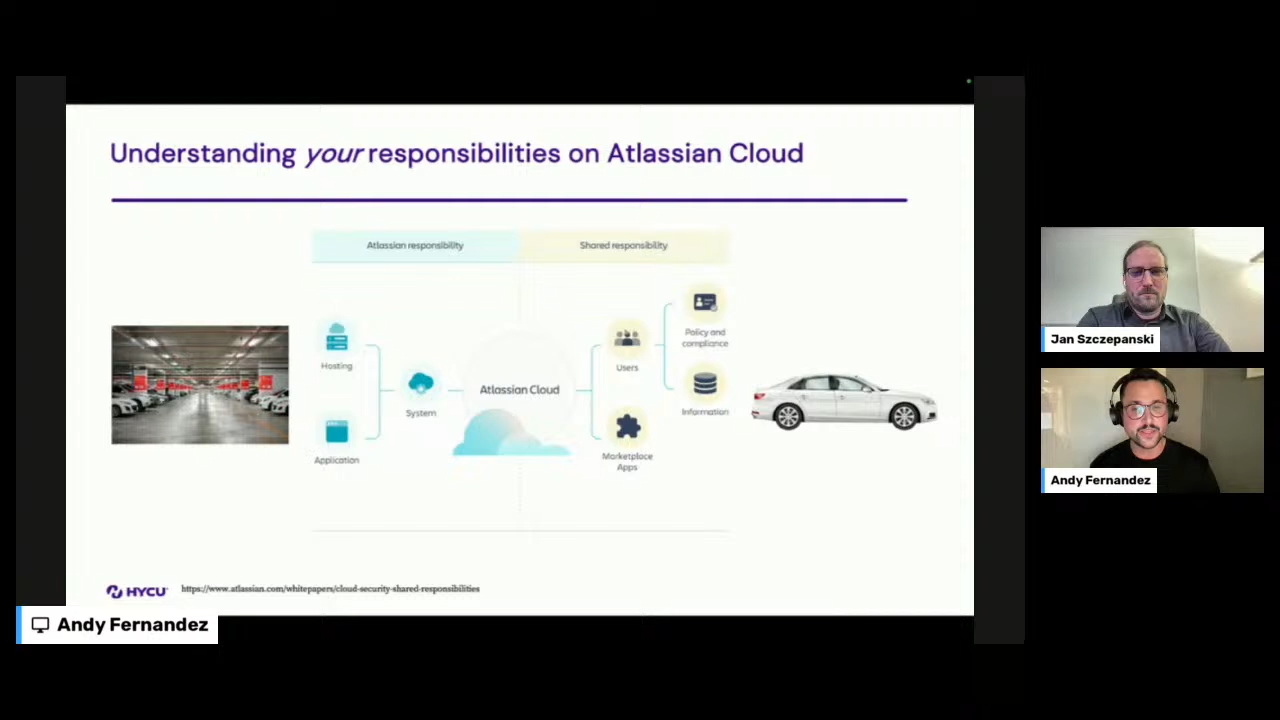 Understanding your responsibilities on Atlassian Cloud
Atlassian responsibility
Shared responsibility
Hosting
Application
System
Atlassian Cloud
Users
Marketplace
Apps
Policy and
compliance
Information
HYCU
https://www.atlassian.com/whitepapers/cloud-security-shared-responsibilities
Andy Fernandez
Jan Szczepanski
Andy Fernandez